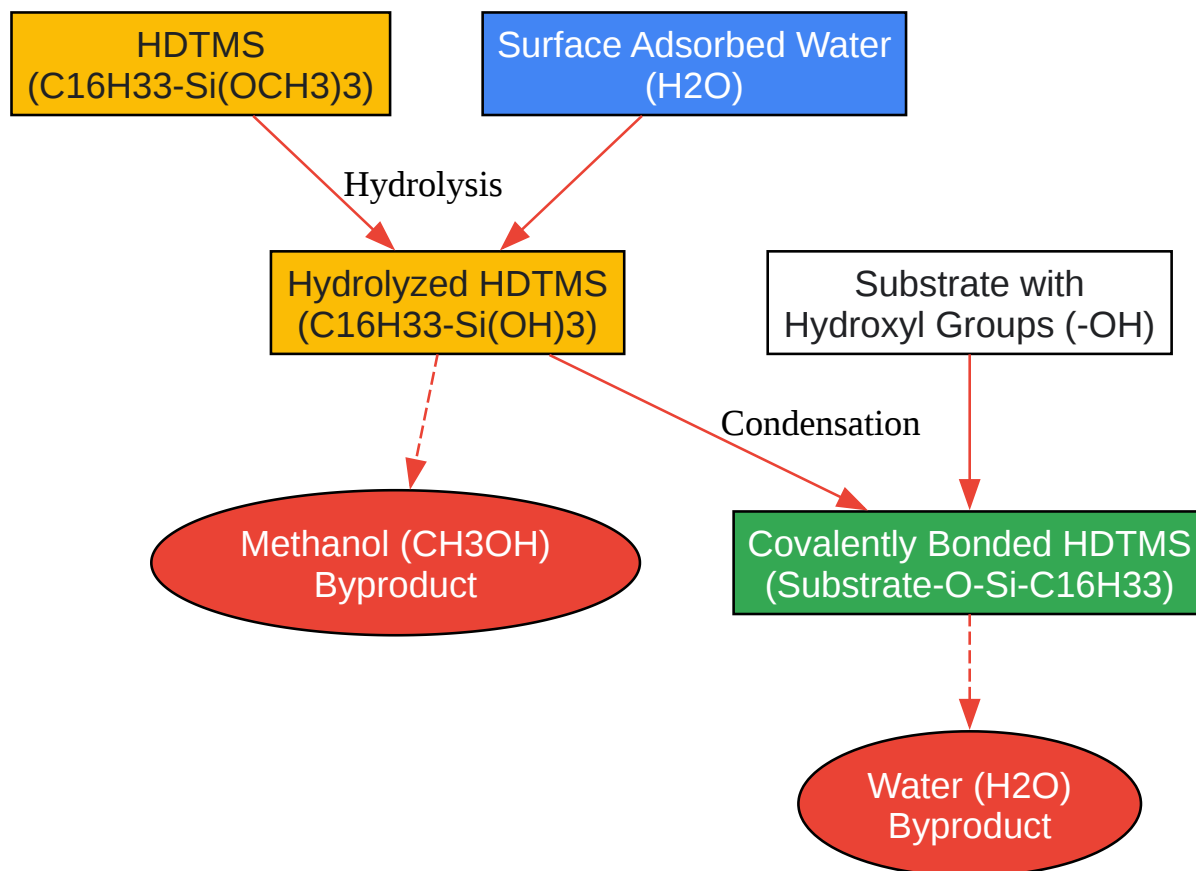 HDTMS
(C16H33-Si(OCH3)3)
Surface Adsorbed Water
(H2O)
Hydrolysis
Hydrolyzed HDTMS
(C16H33-Si(OH)3)
Substrate with
Hydroxyl Groups (-OH)
Condensation
Methanol (CH3OH)
Byproduct
Covalently Bonded HDTMS
(Substrate-O-Si-C16H33)
Water (H2O)
Byproduct